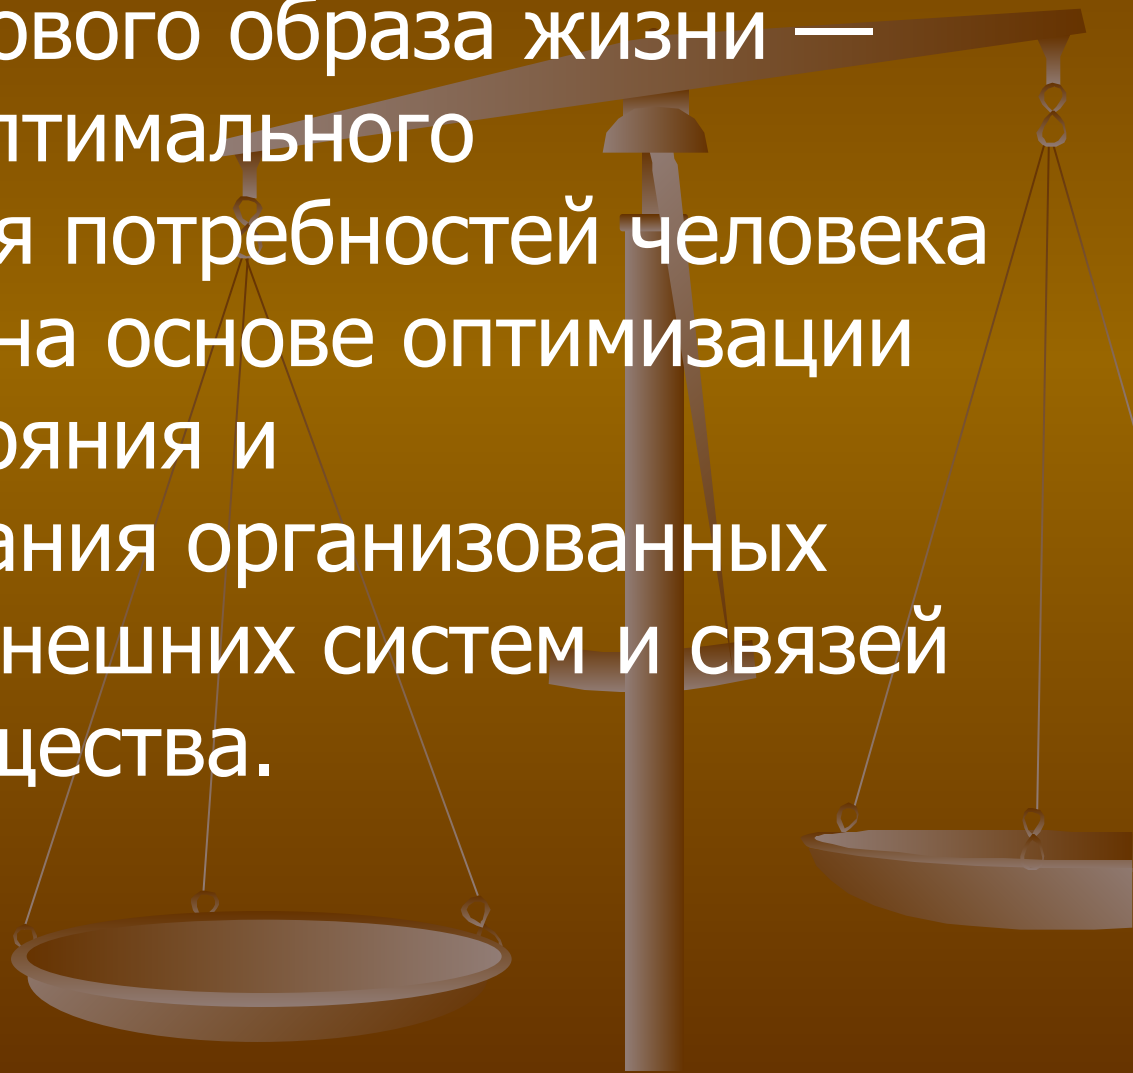 ового образа жизни —
птимального
я потребностей человека
на основе оптимизации
ояния и
ания организованных
нешних систем и связей
щества.